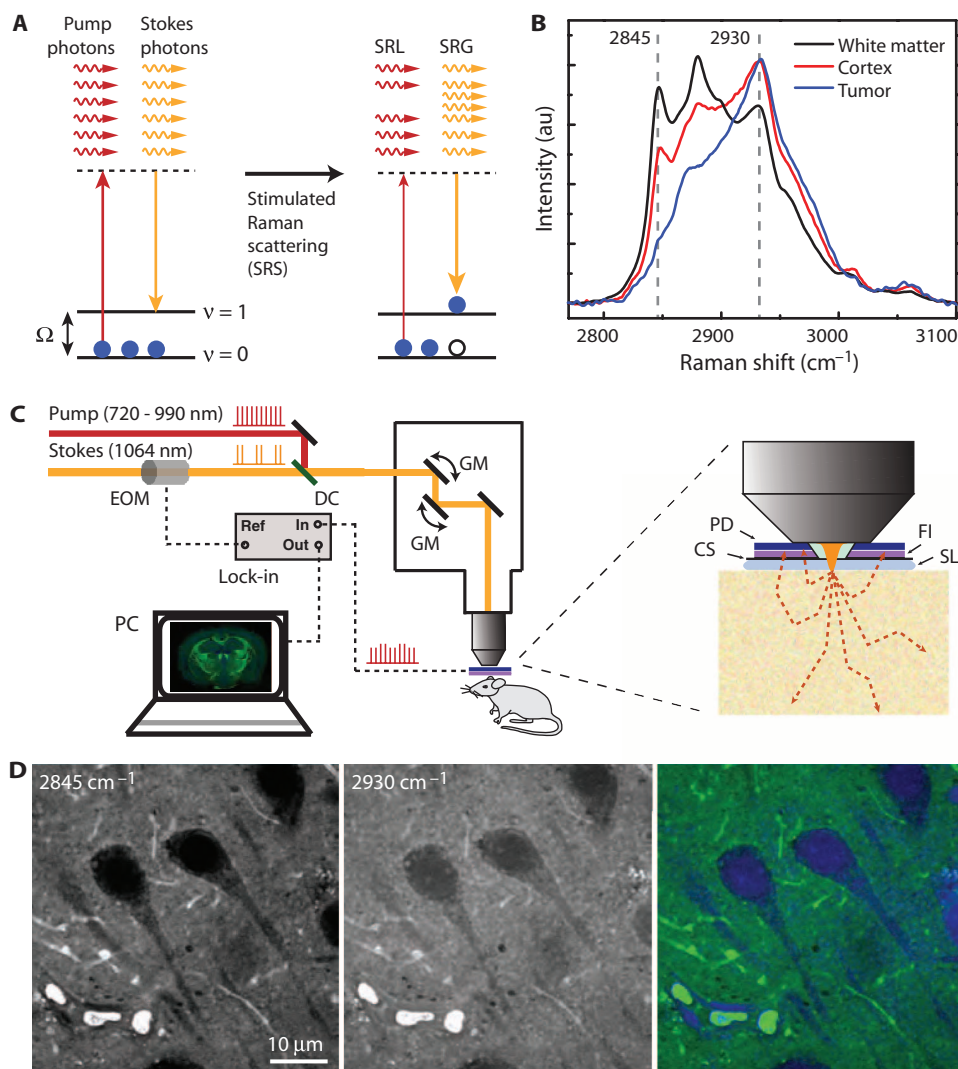 A
Pump
photons
Stokes
photons
SRL
SRG
Stimulated
Raman
scattering
(SRS)
Ω
ν = 1
ν = 0
B
2845
2930
White matter
Cortex
Tumor
Intensity (au)
2800
2900
3000
3100
Raman shift (cm⁻¹)
C
Pump (720 - 990 nm)
Stokes (1064 nm)
EOM
DC
GM
GM
Ref
In
Out
Lock-in
PC
PD
CS
FI
SL
D
2845 cm⁻¹
2930 cm⁻¹
10 µm